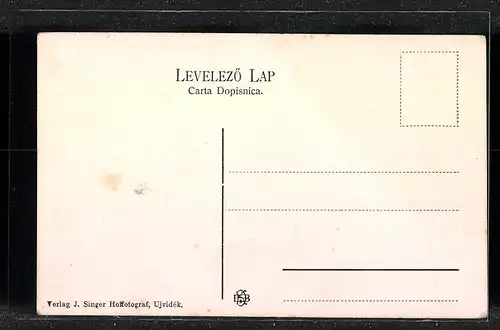 LEVELEZŐ LAP
Carta Dopisnica.
Verlag J. Singer Hoffotograf, Ujvidék.